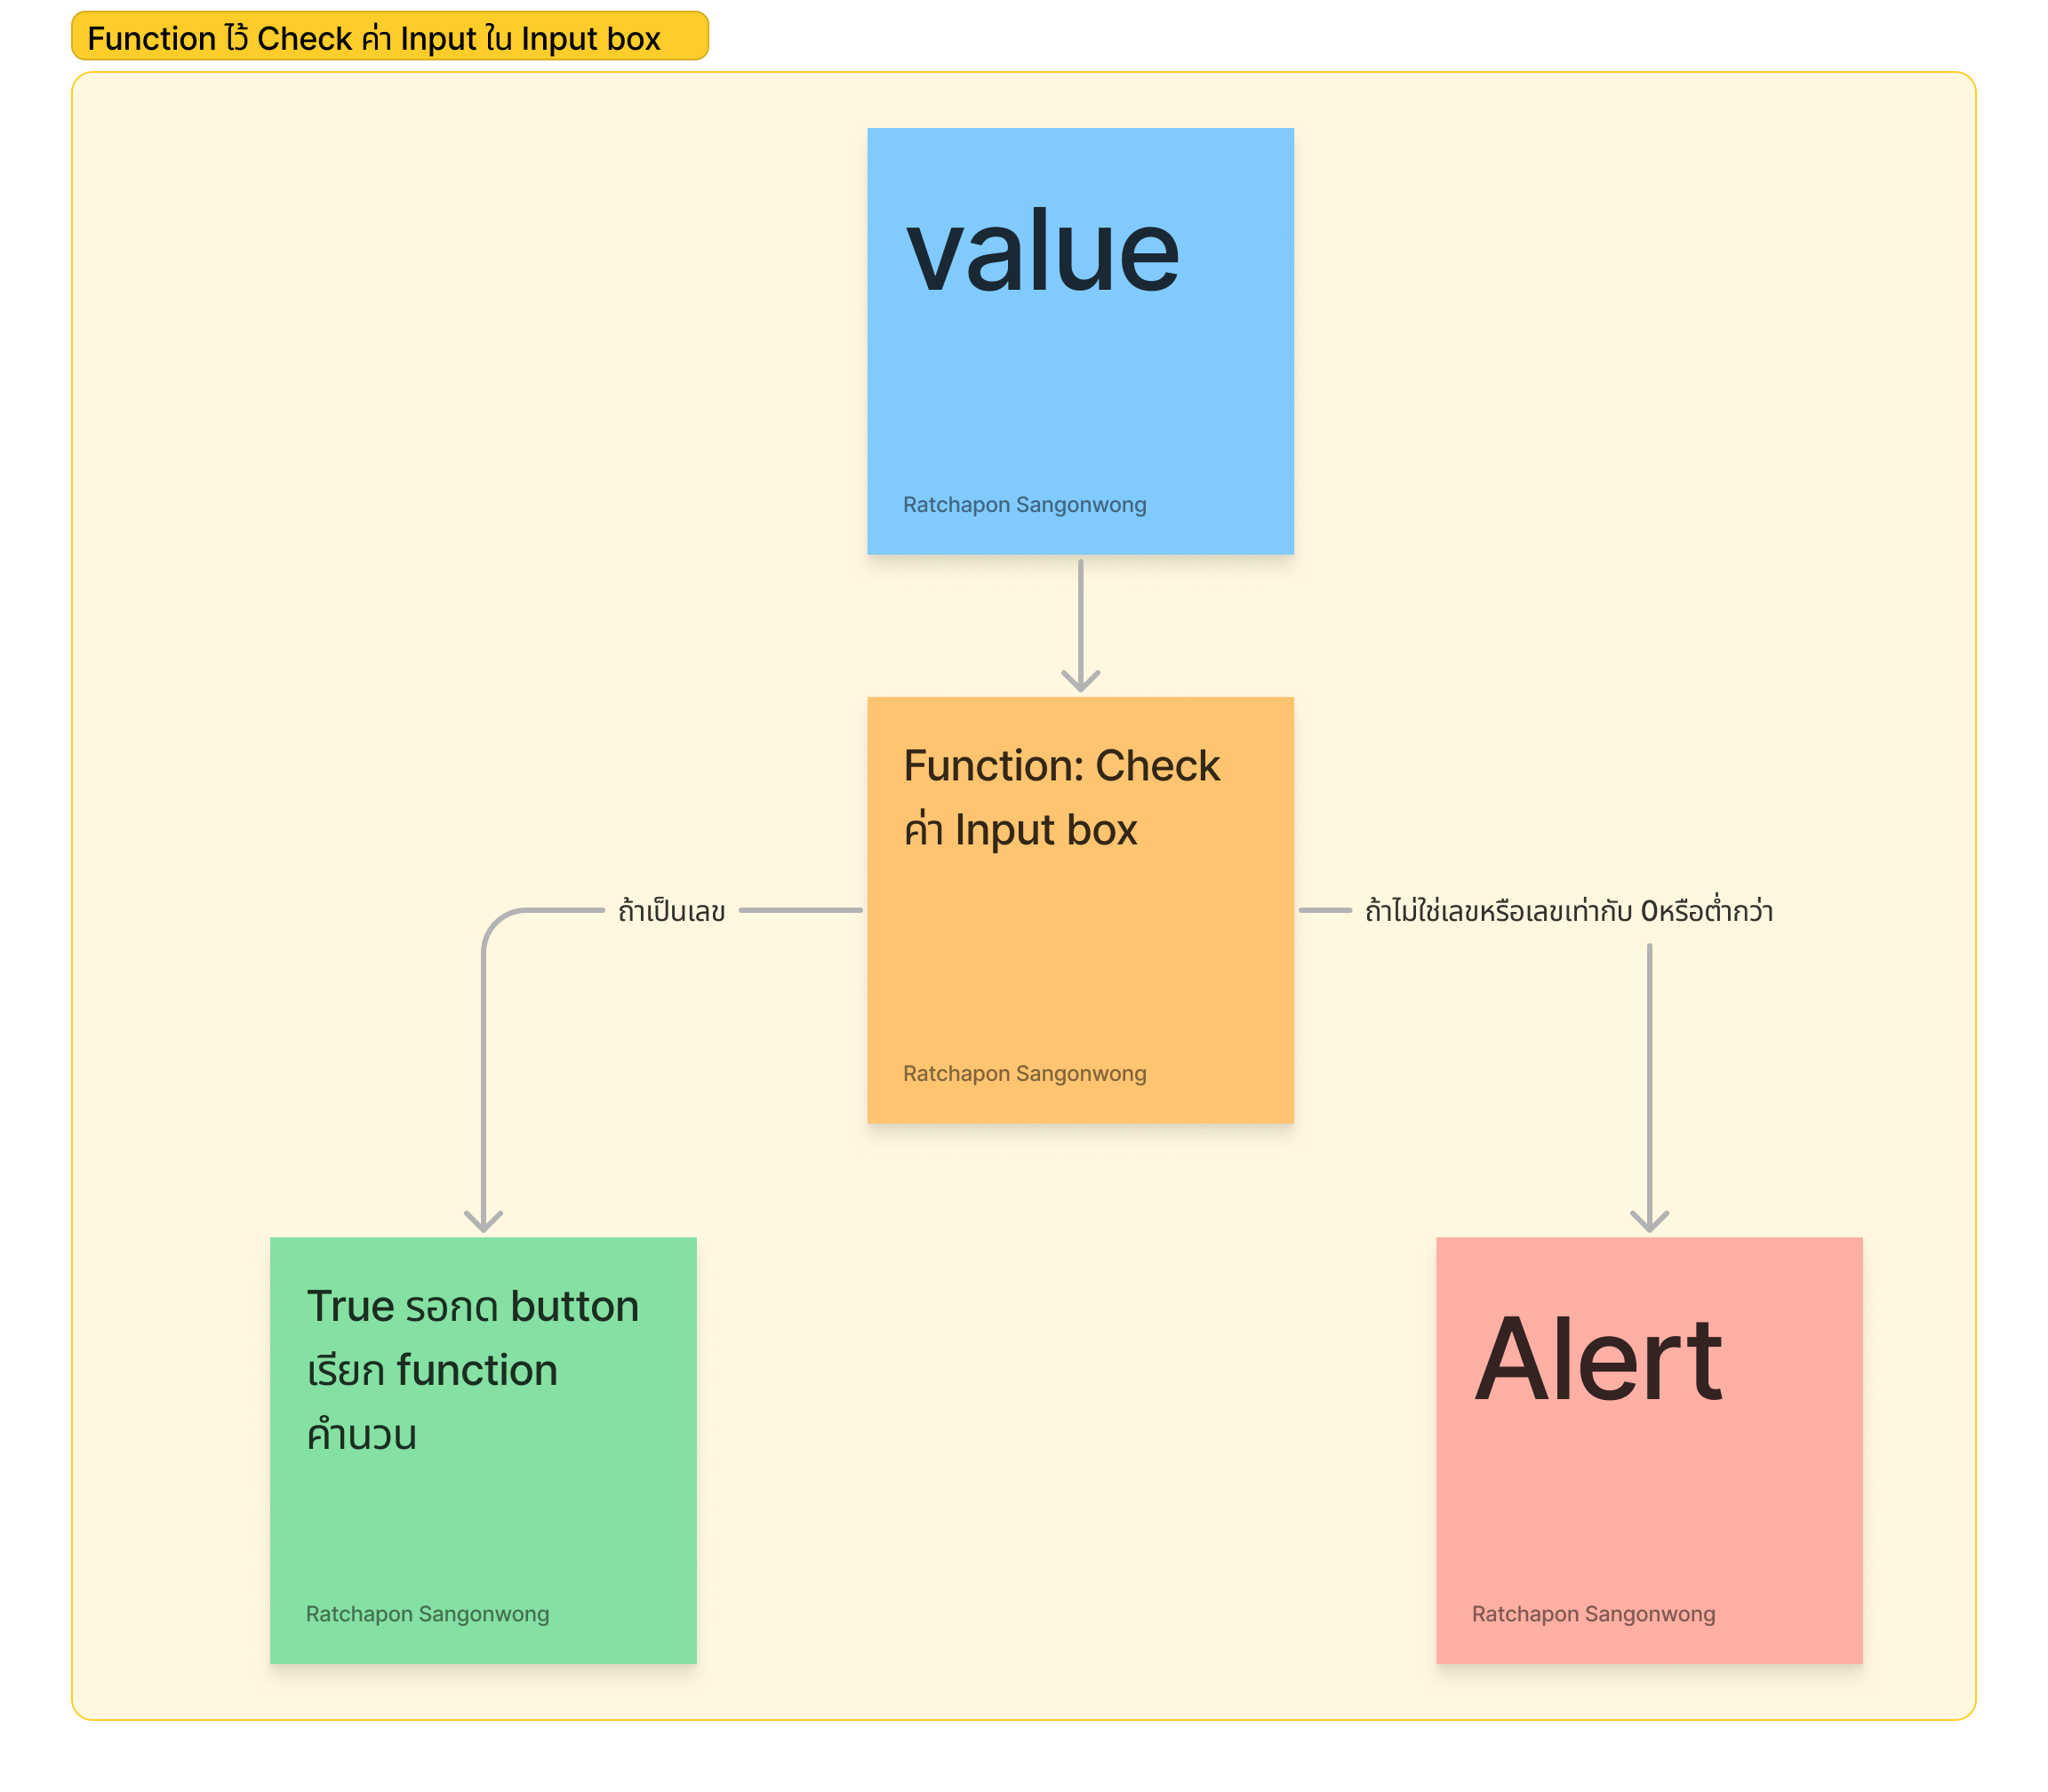 Function ไว้ Check ค่า Input ใน Input box
value
Ratchapon Sangonwong
Function: Check
ค่า Input box
Ratchapon Sangonwong
ถ้าเป็นเลข
ถ้าไม่ใช่เลขหรือเลขเท่ากับ 0หรือต่ำกว่า
True รอกด button
เรียก function
คำนวน
Ratchapon Sangonwong
Alert
Ratchapon Sangonwong